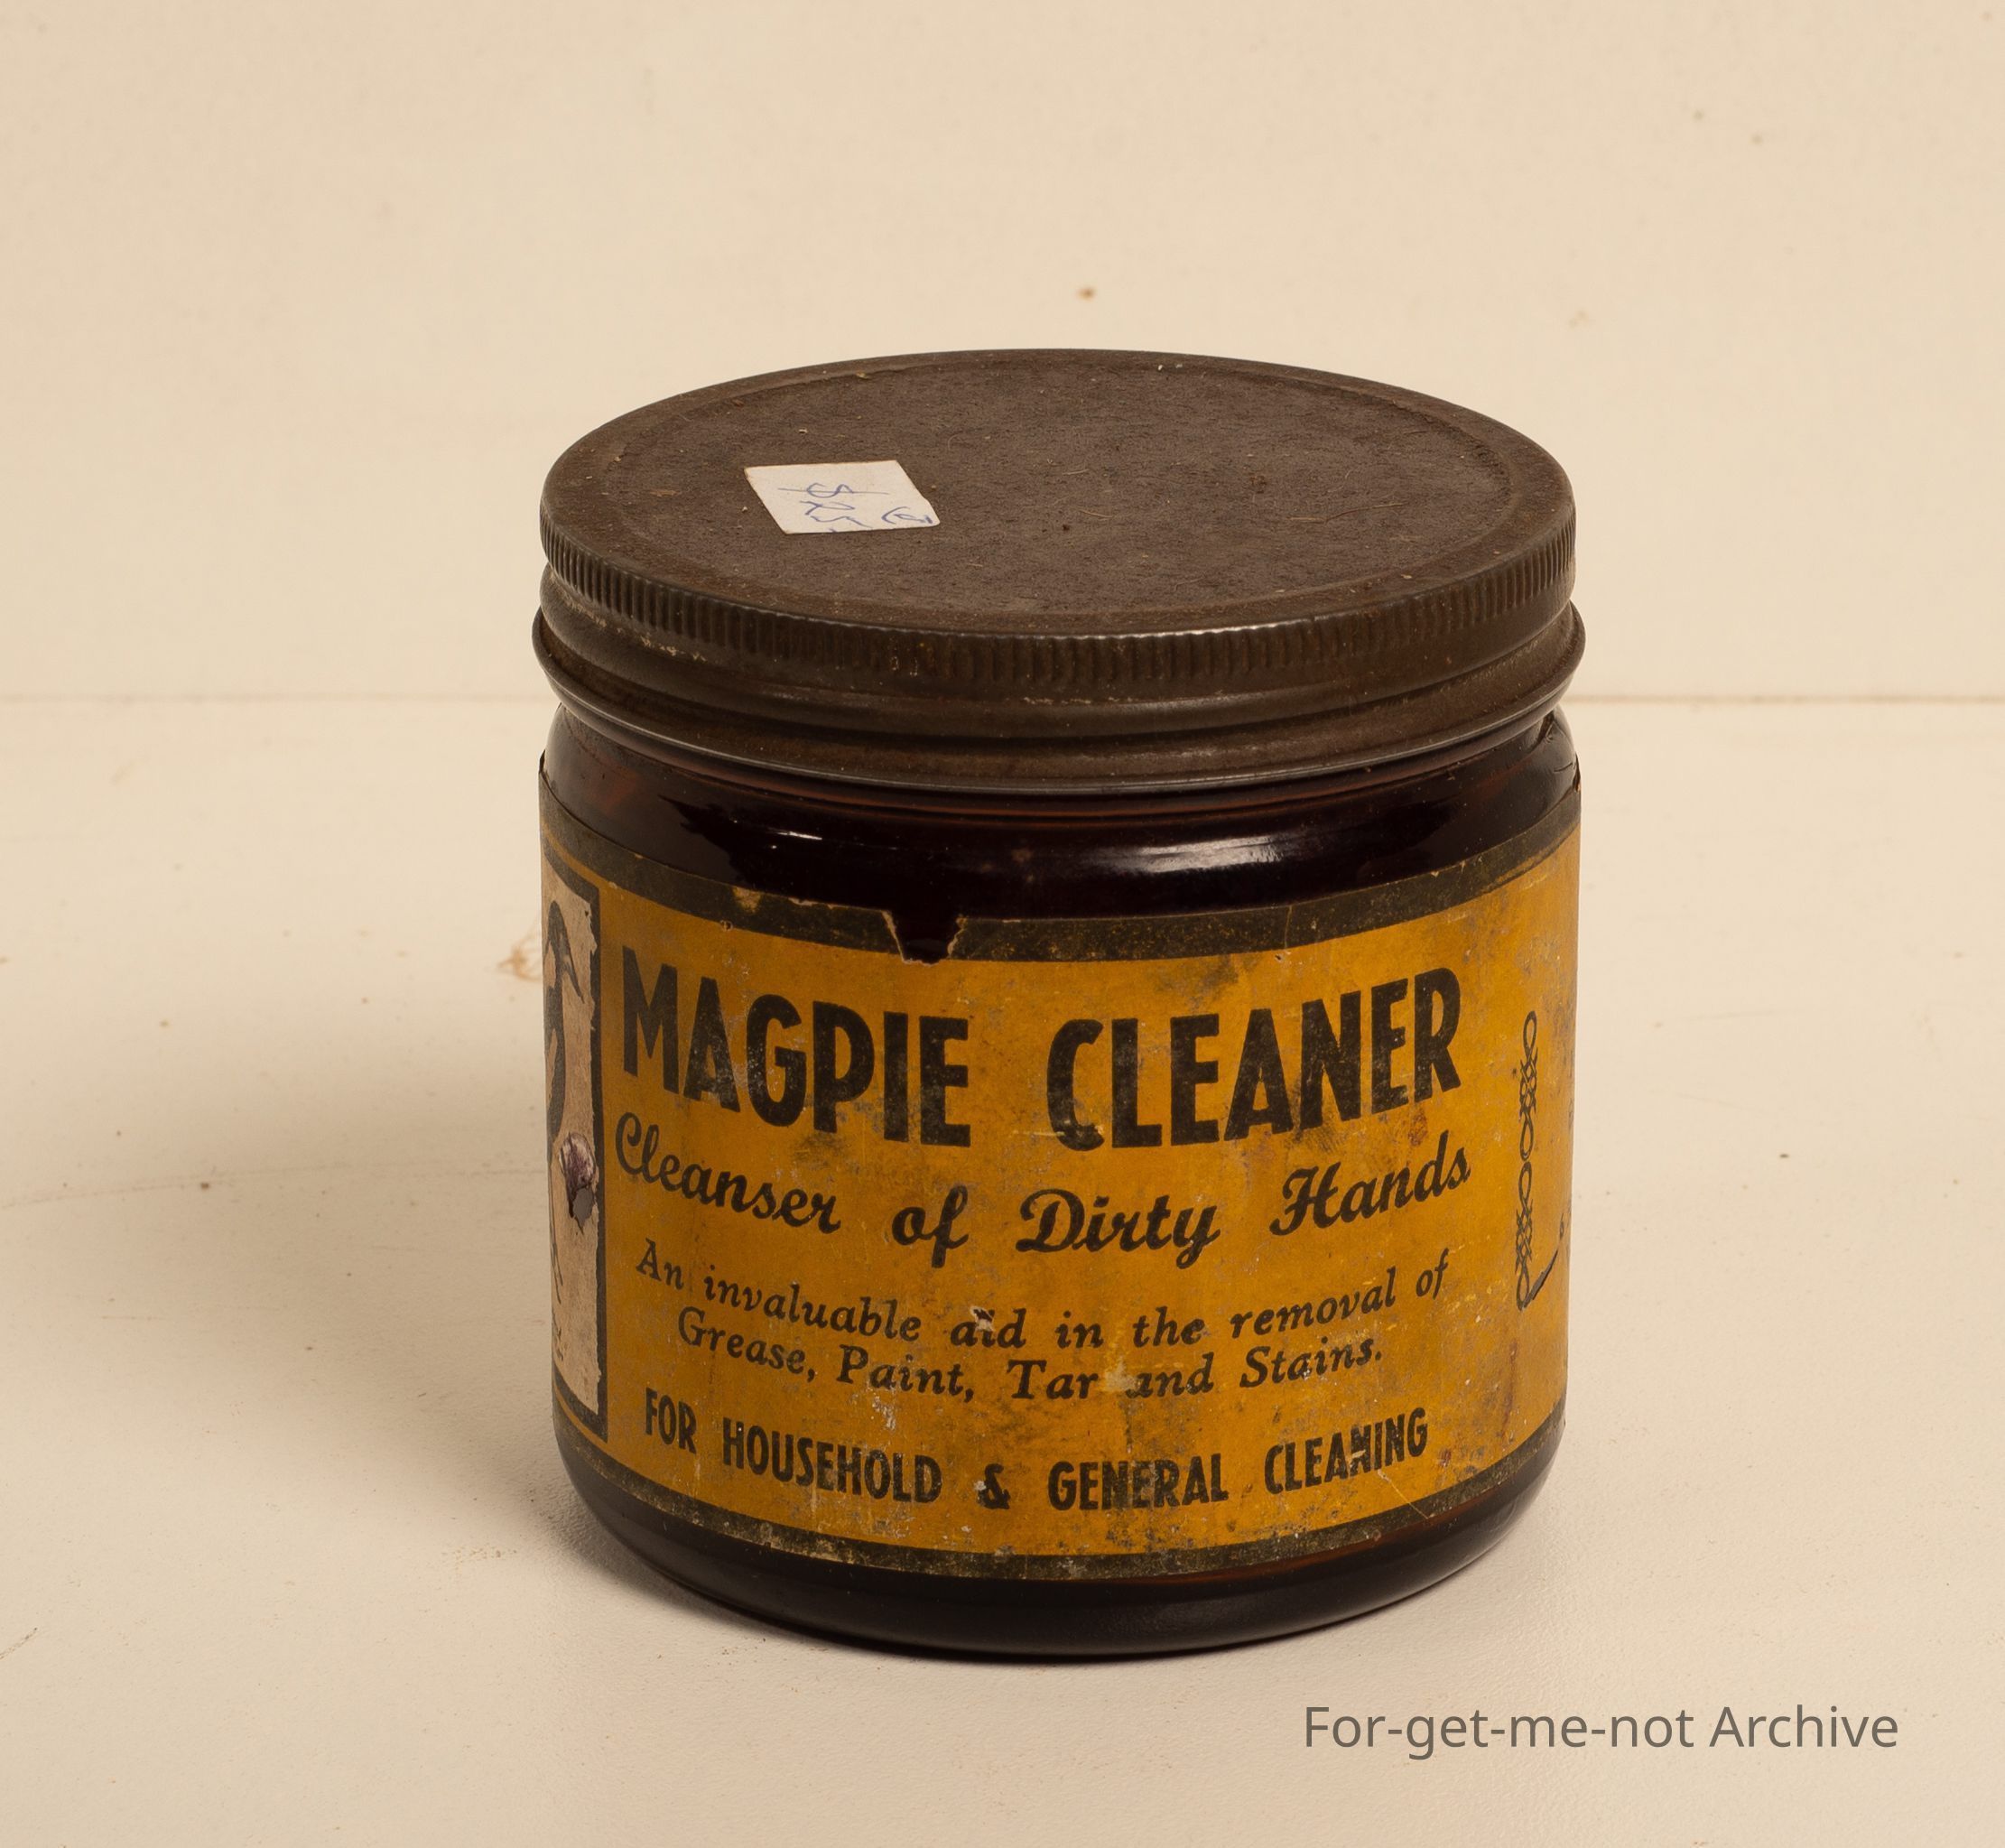 MAGPIE CLEANER
Cleanser of Dirty Hands
An invaluable aid in the removal of
Grease, Paint, Tar and Stains.
FOR HOUSEHOLD & GENERAL CLEANING
For-get-me-not Archive